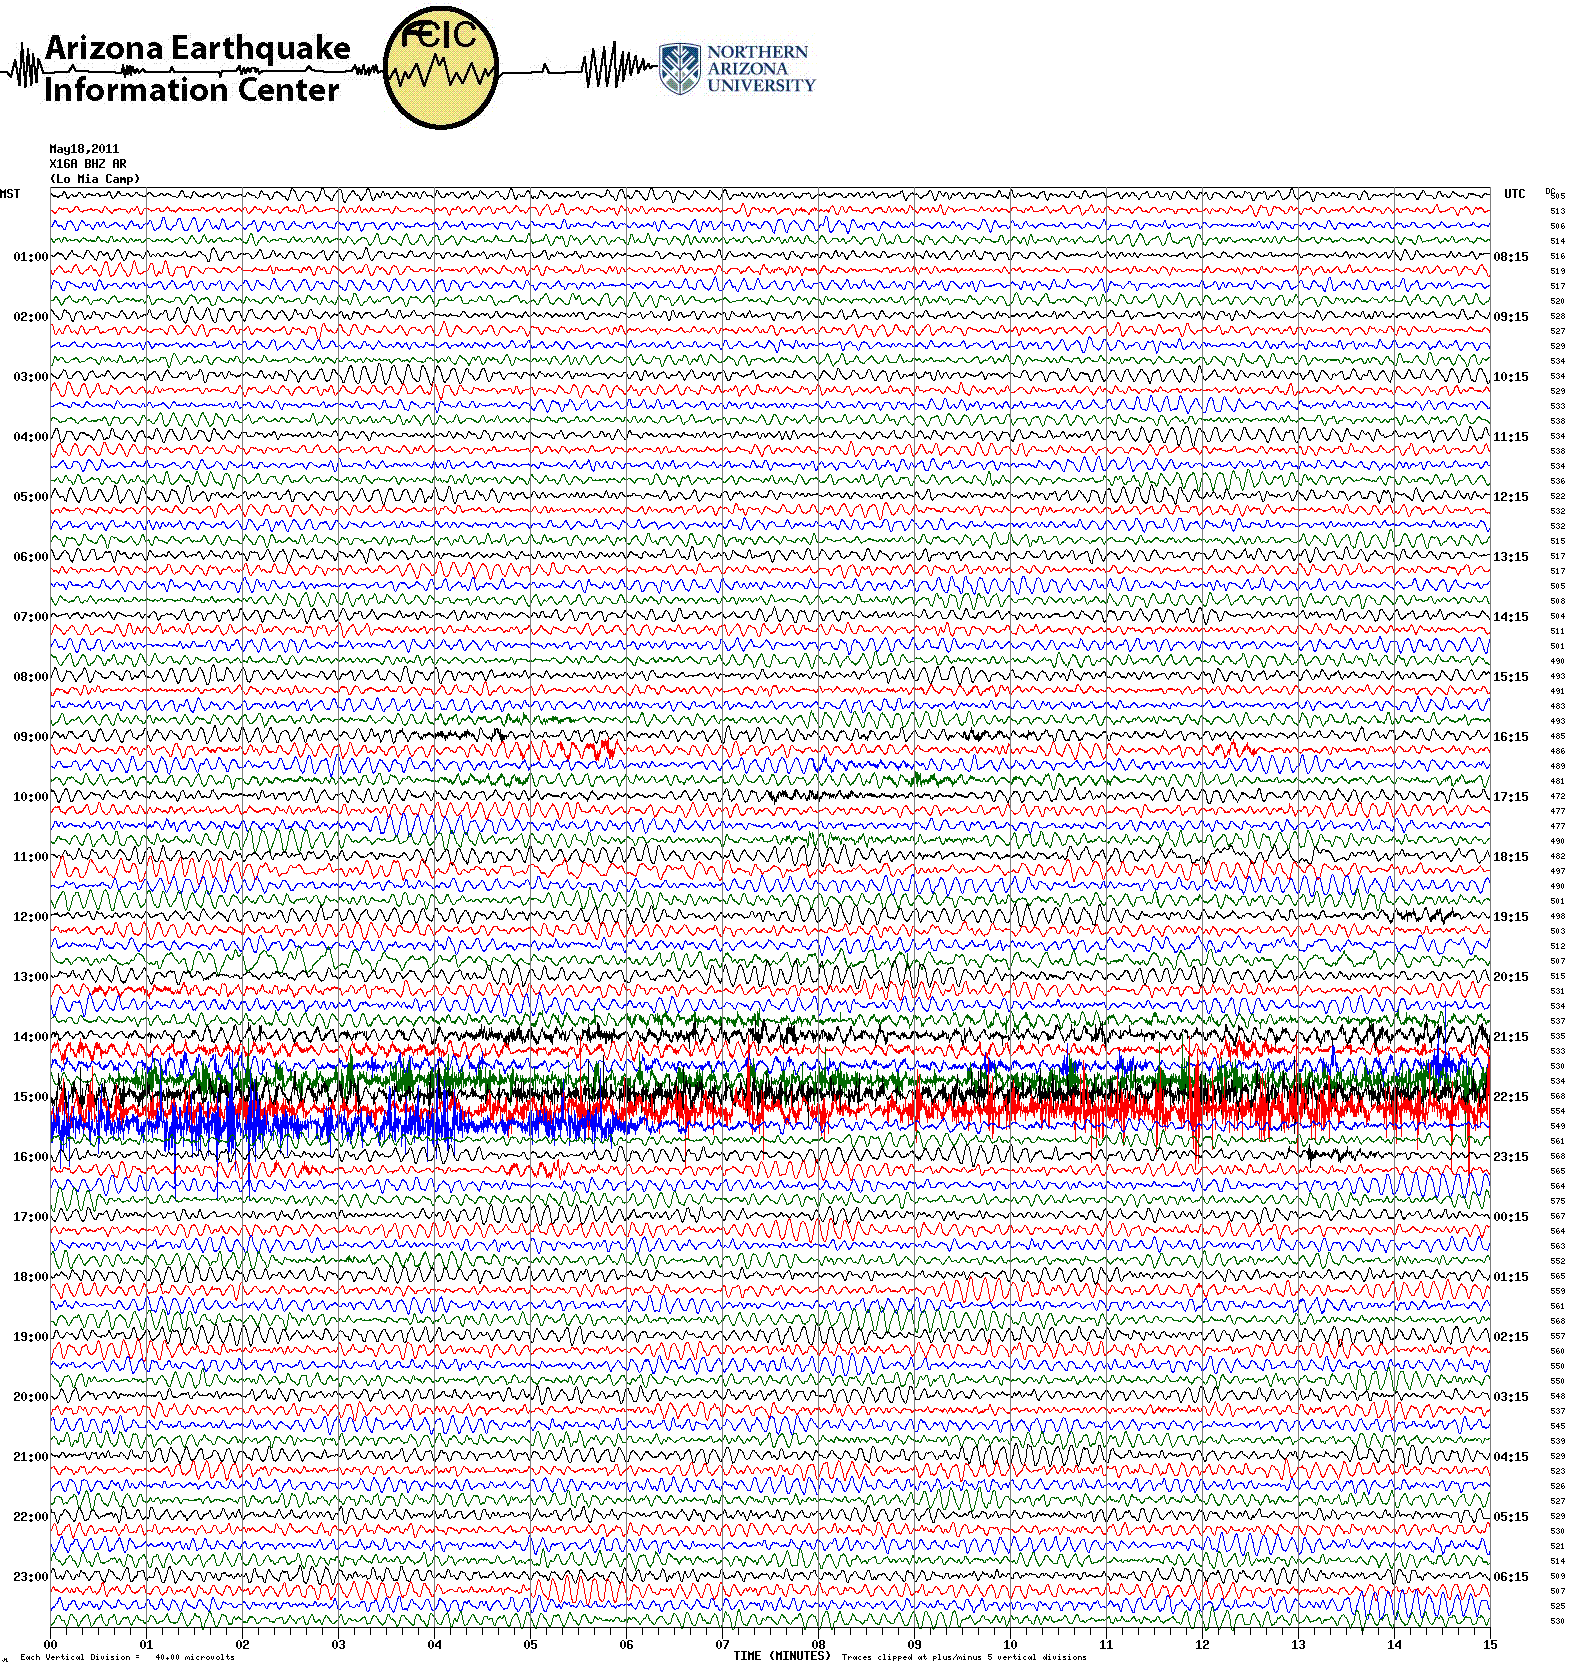 ÆEIC
Arizona Earthquake
Information Center
NORTHERN
ARIZONA
UNIVERSITY
May18,2011
X16A BHZ AR
(Lo Mia Camp)
MST UTC DC
505
513
506
514
01:00 08:15 516
519
517
520
02:00 09:15 528
527
529
534
03:00 10:15 534
529
533
538
04:00 11:15 534
538
534
536
05:00 12:15 522
532
532
515
06:00 13:15 517
517
505
508
07:00 14:15 504
511
501
490
08:00 15:15 493
491
483
493
09:00 16:15 485
486
489
481
10:00 17:15 472
477
477
490
11:00 18:15 482
497
490
501
12:00 19:15 498
503
512
507
13:00 20:15 515
531
534
537
14:00 21:15 535
533
530
534
15:00 22:15 568
554
549
561
16:00 23:15 568
565
564
575
17:00 00:15 567
564
563
552
18:00 01:15 565
559
561
568
19:00 02:15 557
560
550
550
20:00 03:15 548
537
545
539
21:00 04:15 529
523
526
527
22:00 05:15 529
530
521
514
23:00 06:15 509
507
525
530
00 01 02 03 04 05 06 07 08 09 10 11 12 13 14 15
Each Vertical Division = 40.00 microvolts TIME (MINUTES) Traces clipped at plus/minus 5 vertical divisions